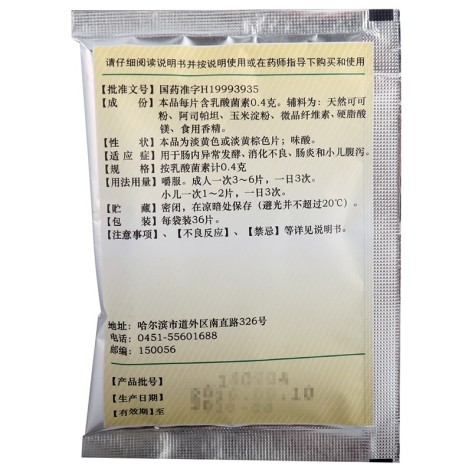 请仔细阅读说明书并按说明使用或在药师指导下购买和使用
【批准文号】国药准字H19993935
【成　　份】本品每片含乳酸菌素0.4克。辅料为：天然可可
粉、阿司帕坦、玉米淀粉、微晶纤维素、硬脂酸
镁、食用香精。
【性　　状】本品为淡黄色或淡黄棕色片；味酸。
【适 应 症】用于肠内异常发酵、消化不良、肠炎和小儿腹泻。
【规　　格】按乳酸菌素计0.4克
【用法用量】嚼服。成人一次3～6片，一日3次。
小儿一次1～2片，一日3次。
【贮　　藏】密闭，在凉暗处保存（避光并不超过20℃）。
【包　　装】每袋装36片。
【注意事项】、【不良反应】、【禁忌】等详见说明书。
地址：哈尔滨市道外区南直路326号
电话：0451-55601688
邮编：150056
【产品批号】
【生产日期】
【有效期】至